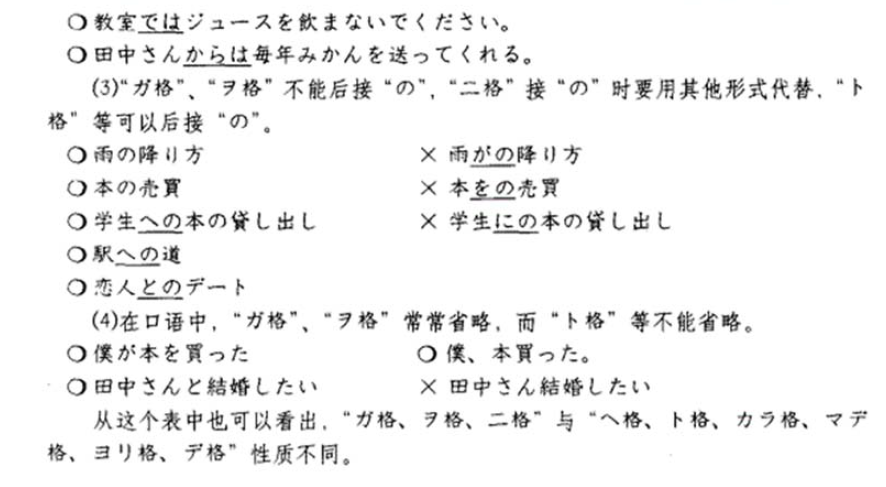 ○教室ではジュースを飲まないでください。
○田中さんからは毎年みかんを送ってくれる。
(3)“ガ格”、“ヲ格”不能后接“の”,“ニ格”接“の”时要用其他形式代替,“ト
格”等可以后接“の”。
○雨の降り方 × 雨がの降り方
○本の売買 × 本をの売買
○学生への本の貸し出し × 学生にの本の貸し出し
○駅への道
○恋人とのデート
(4)在口语中,“ガ格”、“ヲ格”常常省略,而“ト格”等不能省略。
○僕が本を買った ○僕、本買った。
○田中さんと結婚したい × 田中さん結婚したい
从这个表中也可以看出,“ガ格、ヲ格、ニ格”与“ヘ格、ト格、カラ格、マデ
格、ヨリ格、デ格”性质不同。